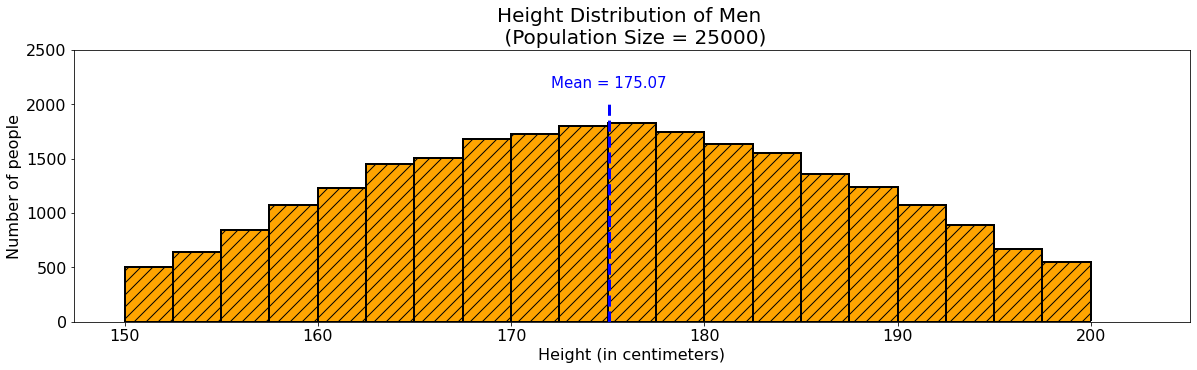 Height Distribution of Men
(Population Size = 25000)
Mean = 175.07
Number of people
2500
2000
1500
1000
500
0
150 160 170 180 190 200
Height (in centimeters)